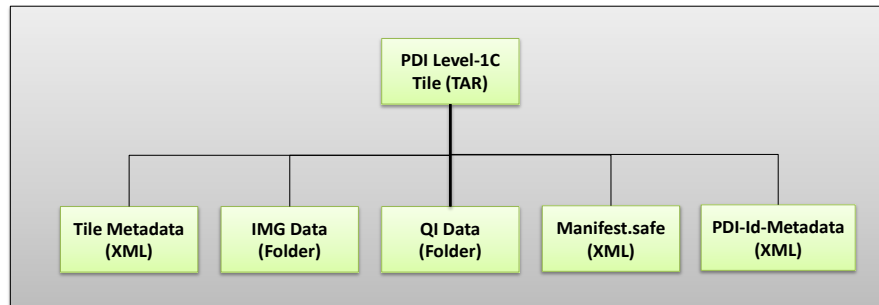 PDI Level-1C
Tile (TAR)
Tile Metadata
(XML)
IMG Data
(Folder)
QI Data
(Folder)
Manifest.safe
(XML)
PDI-Id-Metadata
(XML)